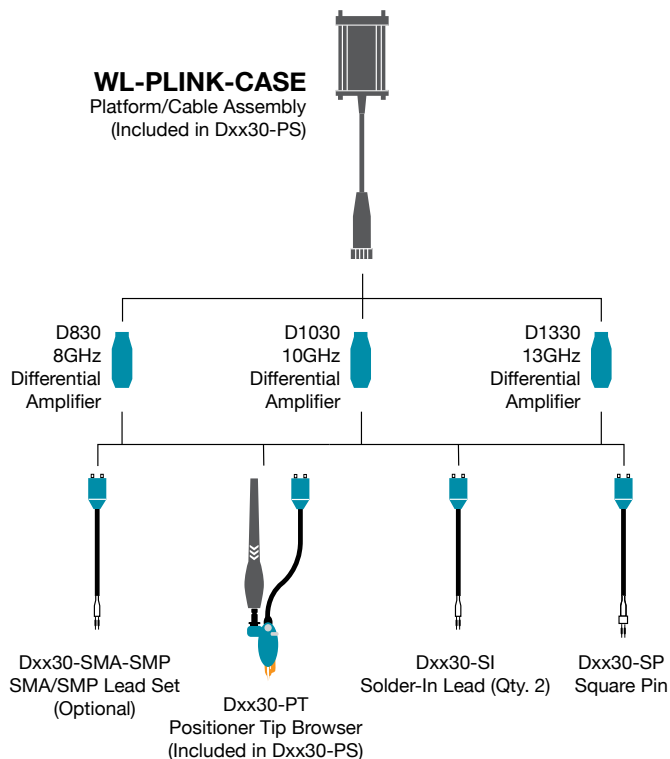 WL-PLINK-CASE
Platform/Cable Assembly
(Included in Dxx30-PS)
D830
8GHz
Differential
Amplifier
D1030
10GHz
Differential
Amplifier
D1330
13GHz
Differential
Amplifier
Dxx30-SMA-SMP
SMA/SMP Lead Set
(Optional)
Dxx30-PT
Positioner Tip Browser
(Included in Dxx30-PS)
Dxx30-SI
Solder-In Lead (Qty. 2)
Dxx30-SP
Square Pin